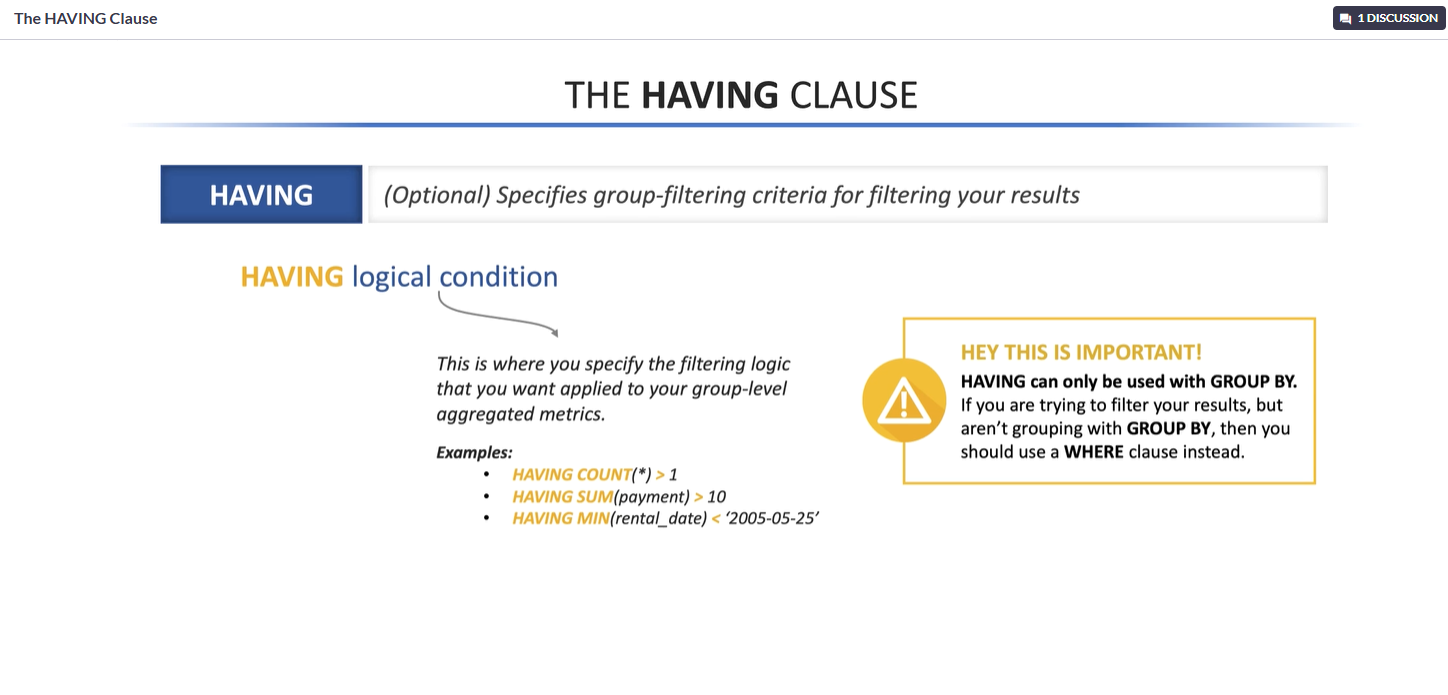 The HAVING Clause
1 DISCUSSION
THE HAVING CLAUSE
HAVING
(Optional) Specifies group-filtering criteria for filtering your results
HAVING logical condition
This is where you specify the filtering logic
that you want applied to your group-level
aggregated metrics.
Examples:
• HAVING COUNT(*) > 1
• HAVING SUM(payment) > 10
• HAVING MIN(rental_date) < ‘2005-05-25’
HEY THIS IS IMPORTANT!
HAVING can only be used with GROUP BY.
If you are trying to filter your results, but
aren’t grouping with GROUP BY, then you
should use a WHERE clause instead.